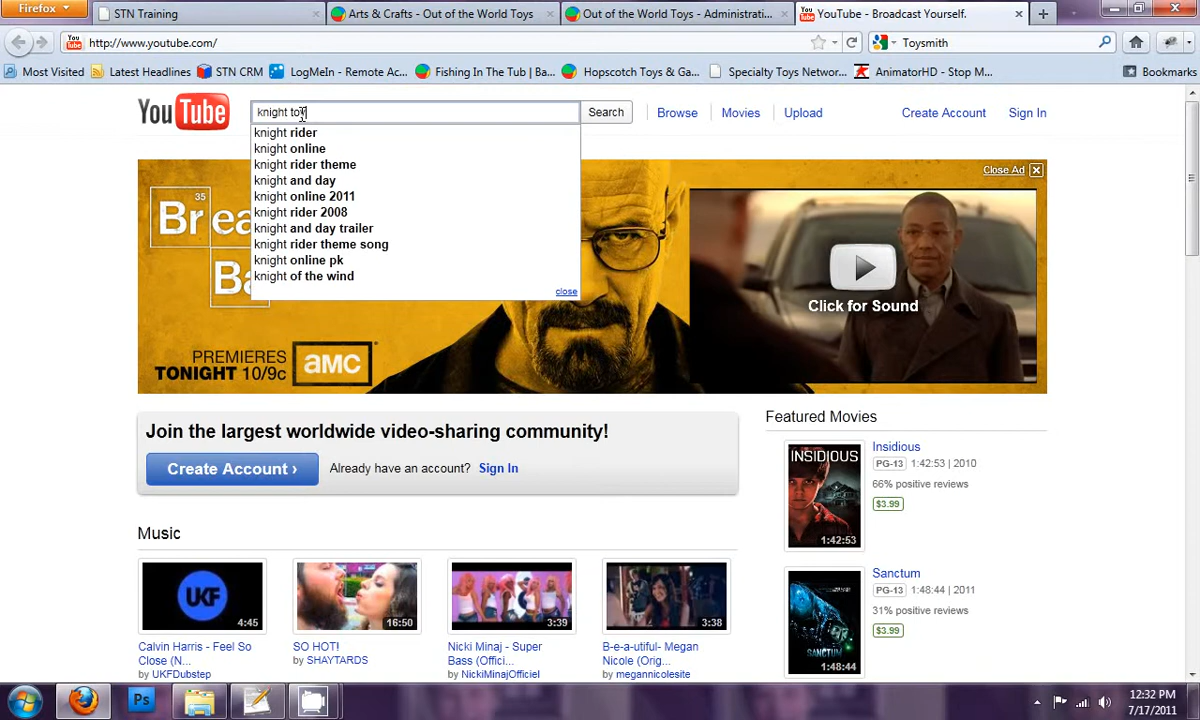 Firefox
STN Training
Arts & Crafts - Out of the World Toys
Out of the World Toys - Administrati...
YouTube - Broadcast Yourself.
http://www.youtube.com/
Toysmith
Most Visited
Latest Headlines
STN CRM
LogMeIn - Remote Ac...
Fishing In The Tub | Ba...
Hopscotch Toys & Ga...
Specialty Toys Networ...
AnimatorHD - Stop M...
Bookmarks
YouTube
knight toy
Search
Browse
Movies
Upload
Create Account
Sign In
knight rider
knight online
knight rider theme
knight and day
knight online 2011
knight rider 2008
knight and day trailer
knight rider theme song
knight online pk
knight of the wind
close
35
Brea
Ba
PREMIERES
TONIGHT 10/9c
amc
Close Ad
Click for Sound
Join the largest worldwide video-sharing community!
Create Account ›
Already have an account? Sign In
Featured Movies
INSIDIOUS
1:42:53
Insidious
PG-13 1:42:53 | 2010
66% positive reviews
$3.99
SANCTUM
1:48:44
Sanctum
PG-13 1:48:44 | 2011
31% positive reviews
$3.99
Music
UKF
4:45
Calvin Harris - Feel So
Close (N...
by UKFDubstep
16:50
SO HOT!
by SHAYTARDS
3:39
Nicki Minaj - Super
Bass (Offici...
by NickiMinajOfficiel
3:38
B-e-a-utiful- Megan
Nicole (Orig...
by megannicolesite
Ps
12:32 PM
7/17/2011